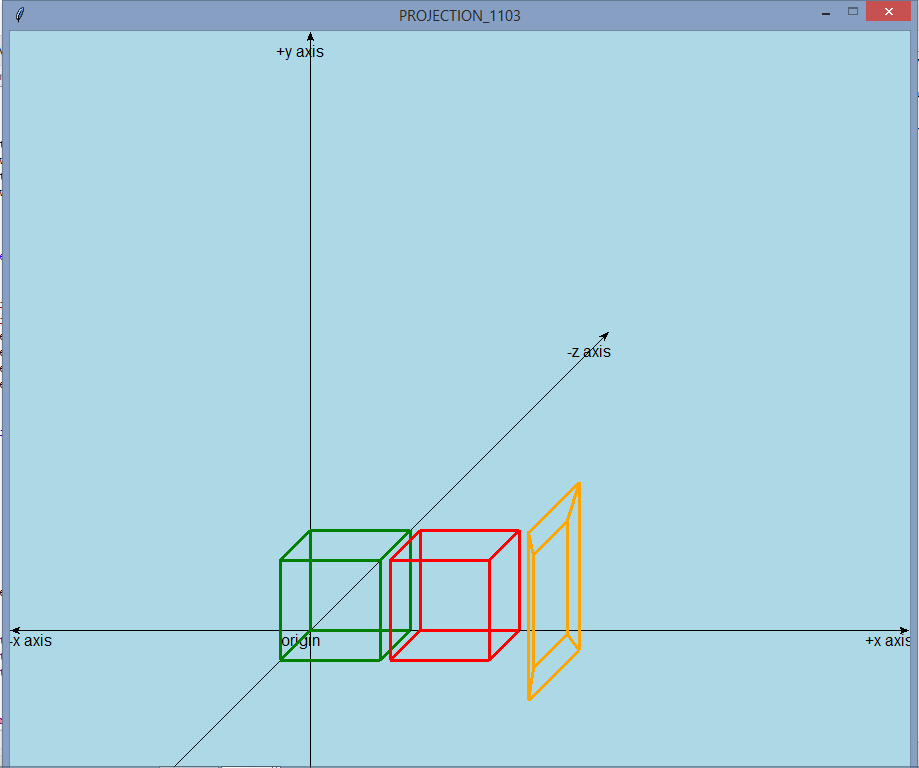 PROJECTION_1103
+y axis
-z axis
-x axis
origin
+x axis